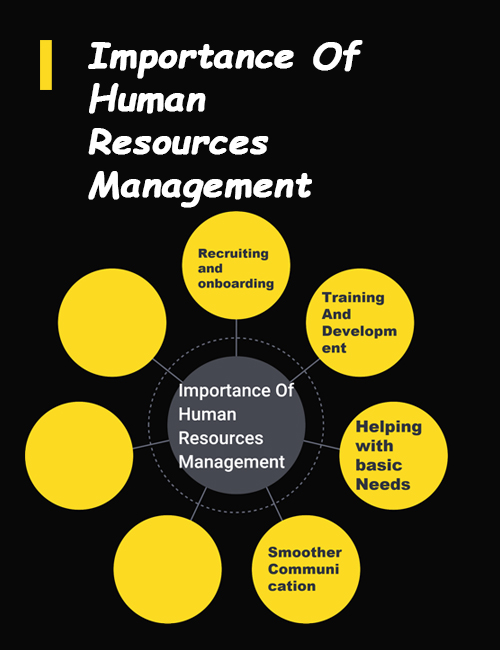 Importance Of
Human
Resources
Management
Recruiting
and
onboarding
Training
And
Developm
ent
Importance Of
Human
Resources
Management
Helping
with
basic
Needs
Smoother
Communi
cation